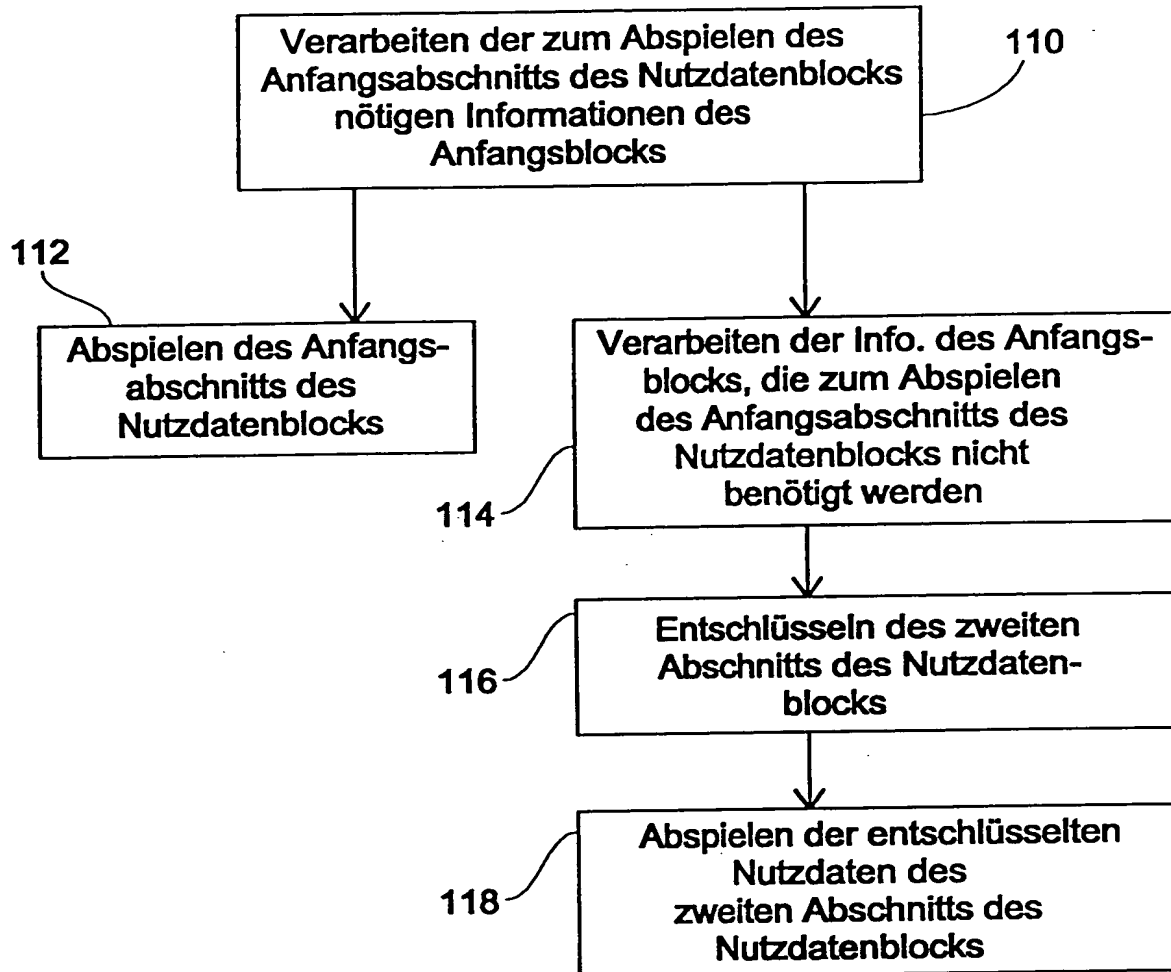 Verarbeiten der zum Abspielen des
Anfangsabschnitts des Nutzdatenblocks
nötigen Informationen des
Anfangsblocks
110
112
Abspielen des Anfangs-
abschnitts des
Nutzdatenblocks
Verarbeiten der Info. des Anfangs-
blocks, die zum Abspielen
des Anfangsabschnitts des
Nutzdatenblocks nicht
benötigt werden
114
Entschlüsseln des zweiten
Abschnitts des Nutzdaten-
blocks
116
Abspielen der entschlüsselten
Nutzdaten des
zweiten Abschnitts des
Nutzdatenblocks
118